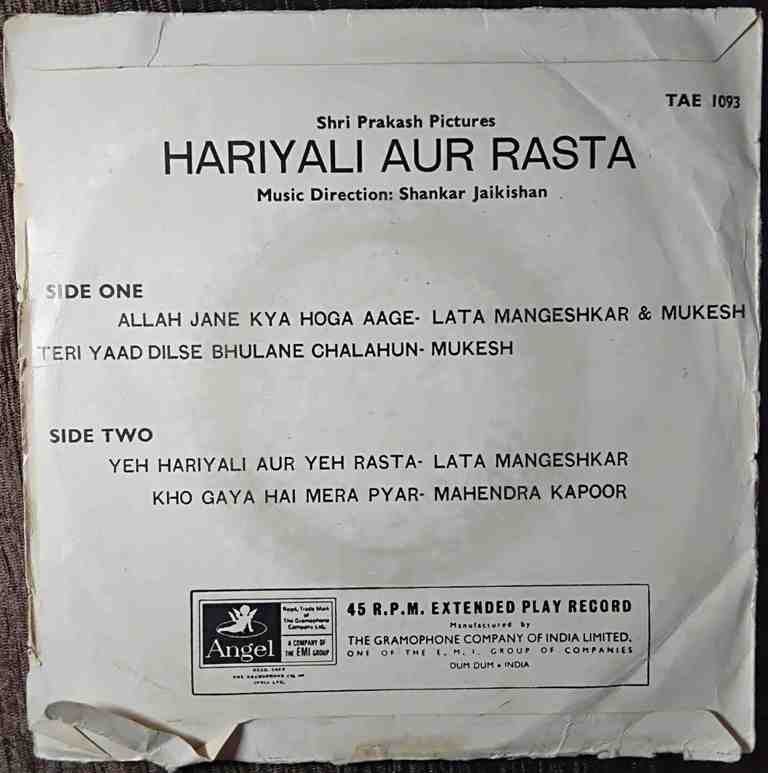 TAE 1093
Shri Prakash Pictures
HARIYALI AUR RASTA
Music Direction: Shankar Jaikishan
SIDE ONE
ALLAH JANE KYA HOGA AAGE- LATA MANGESHKAR & MUKESH
TERI YAAD DILSE BHULANE CHALAHUN- MUKESH
SIDE TWO
YEH HARIYALI AUR YEH RASTA- LATA MANGESHKAR
KHO GAYA HAI MERA PYAR- MAHENDRA KAPOOR
Angel
Regd. Trade Mark
of
The Gramophone
Company Ltd.
A COMPANY OF
THE EMI GROUP
45 R.P.M. EXTENDED PLAY RECORD
Manufactured by
THE GRAMOPHONE COMPANY OF INDIA LIMITED.
ONE OF THE E.M.I. GROUP OF COMPANIES
DUM DUM • INDIA